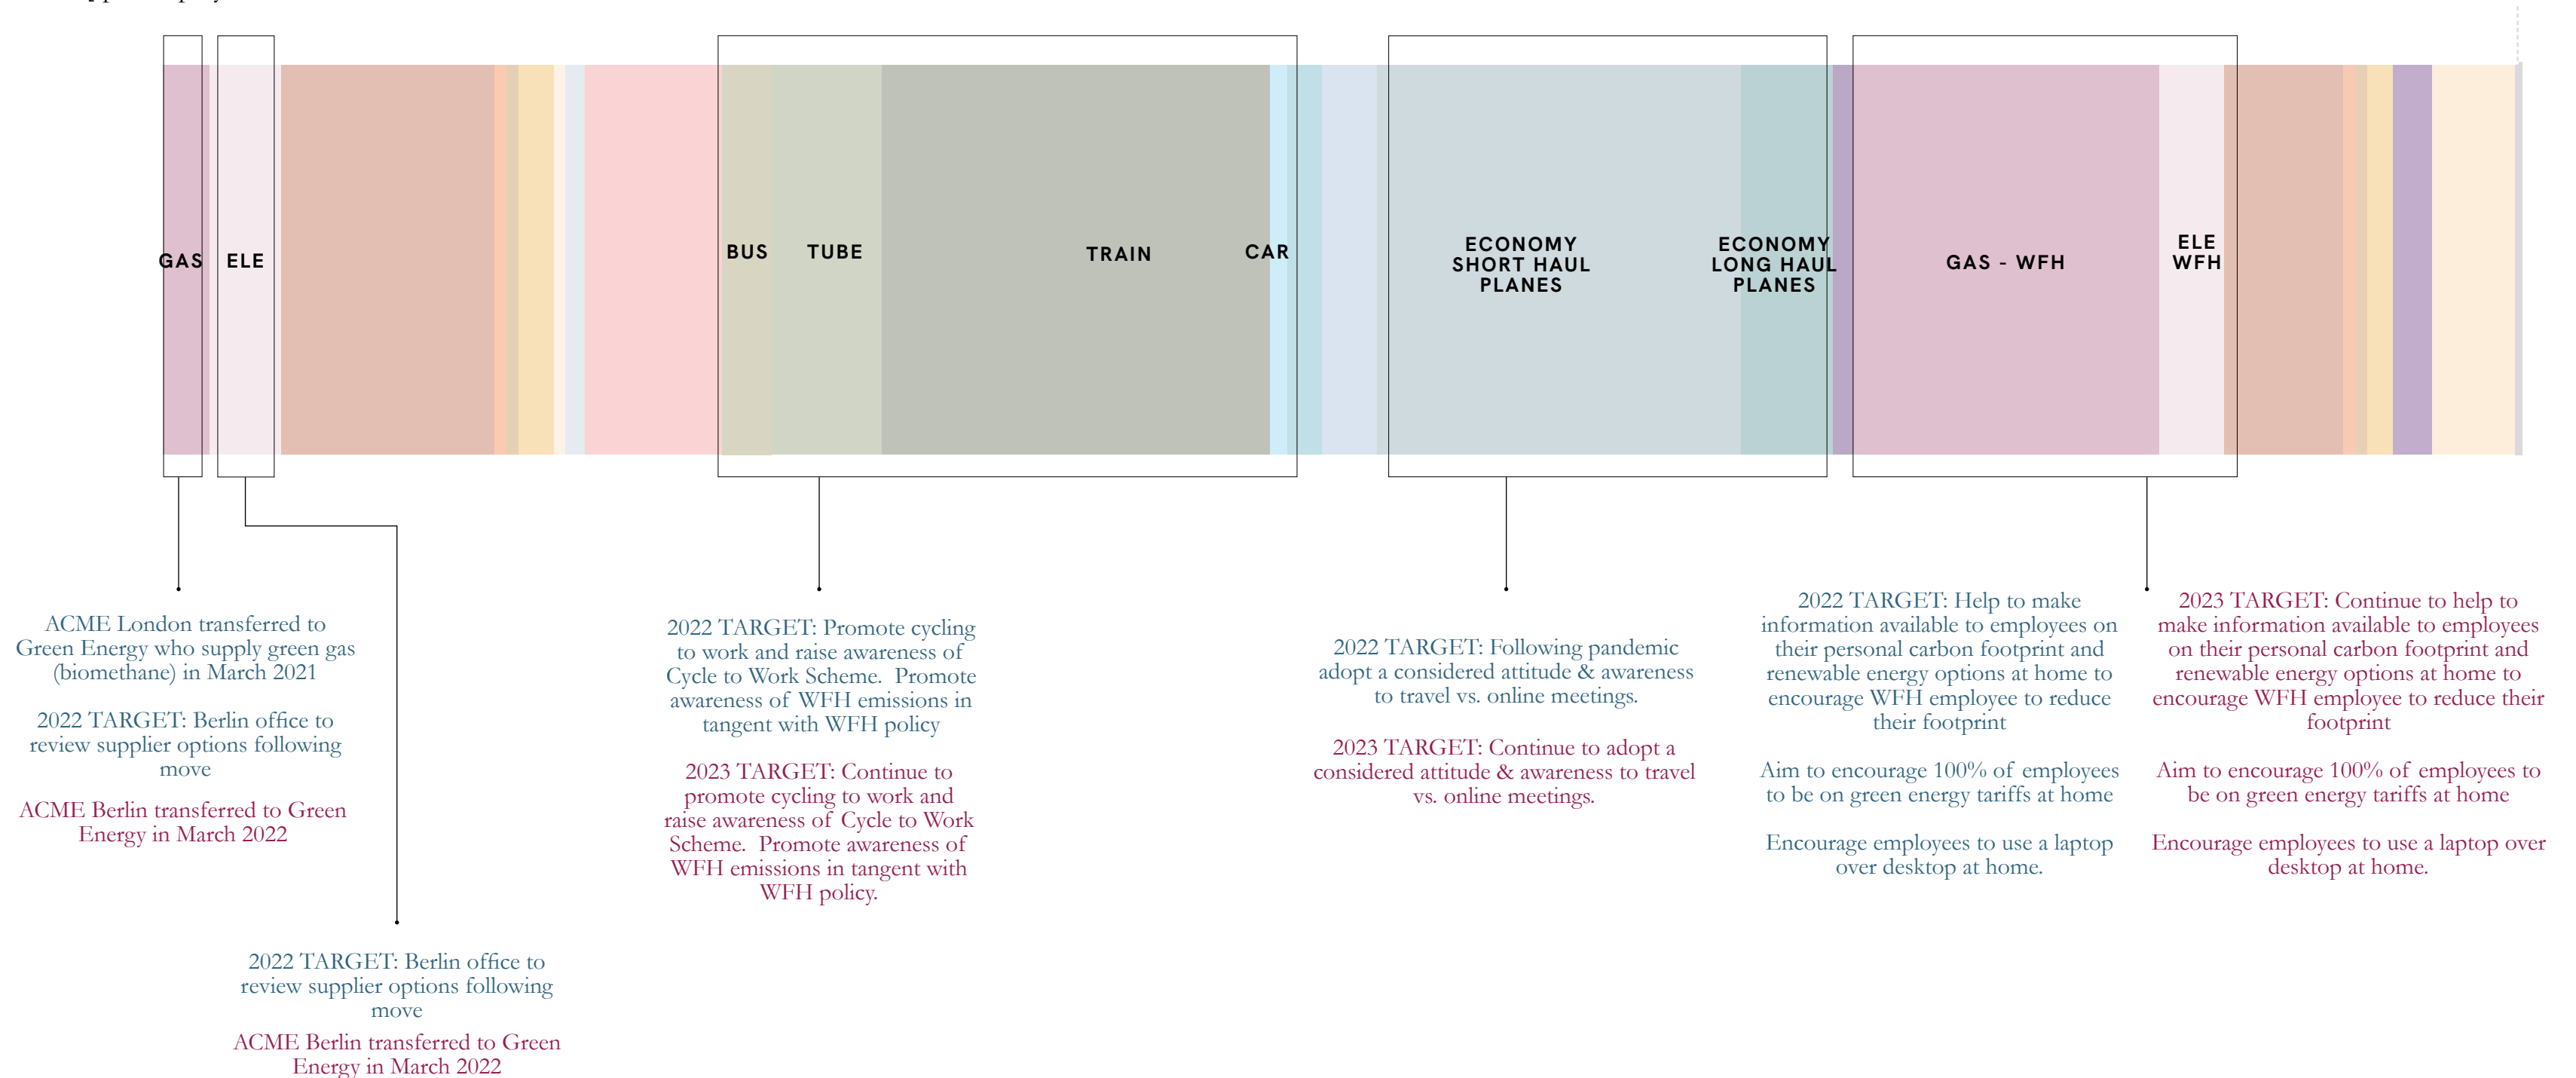 GAS
ELE
BUS
TUBE
TRAIN
CAR
ECONOMY
SHORT HAUL
PLANES
ECONOMY
LONG HAUL
PLANES
GAS - WFH
ELE
WFH
ACME London transferred to
Green Energy who supply green gas
(biomethane) in March 2021
2022 TARGET: Berlin office to
review supplier options following
move
ACME Berlin transferred to Green
Energy in March 2022
2022 TARGET: Berlin office to
review supplier options following
move
ACME Berlin transferred to Green
Energy in March 2022
2022 TARGET: Promote cycling
to work and raise awareness of
Cycle to Work Scheme.  Promote
awareness of WFH emissions in
tangent with WFH policy
2023 TARGET: Continue to
promote cycling to work and
raise awareness of Cycle to Work
Scheme.  Promote awareness of
WFH emissions in tangent with
WFH policy.
2022 TARGET: Following pandemic
adopt a considered attitude & awareness
to travel vs. online meetings.
2023 TARGET: Continue to adopt a
considered attitude & awareness to travel
vs. online meetings.
2022 TARGET: Help to make
information available to employees on
their personal carbon footprint and
renewable energy options at home to
encourage WFH employee to reduce
their footprint
Aim to encourage 100% of employees
to be on green energy tariffs at home
Encourage employees to use a laptop
over desktop at home.
2023 TARGET: Continue to help to
make information available to employees
on their personal carbon footprint and
renewable energy options at home to
encourage WFH employee to reduce their
footprint
Aim to encourage 100% of employees to
be on green energy tariffs at home
Encourage employees to use a laptop over
desktop at home.